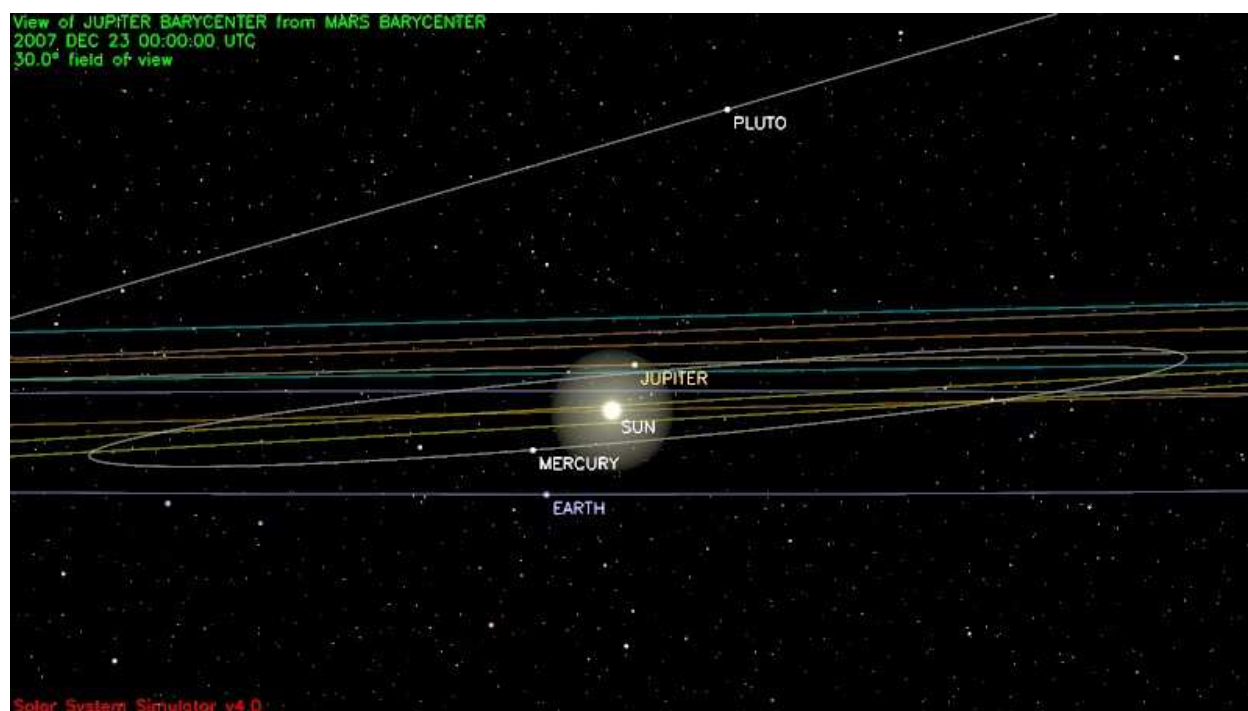 View of JUPITER BARYCENTER from MARS BARYCENTER
2007 DEC 23 00:00:00 UTC
30.0° field of view
PLUTO
JUPITER
SUN
MERCURY
EARTH
Solar System Simulator v4.0